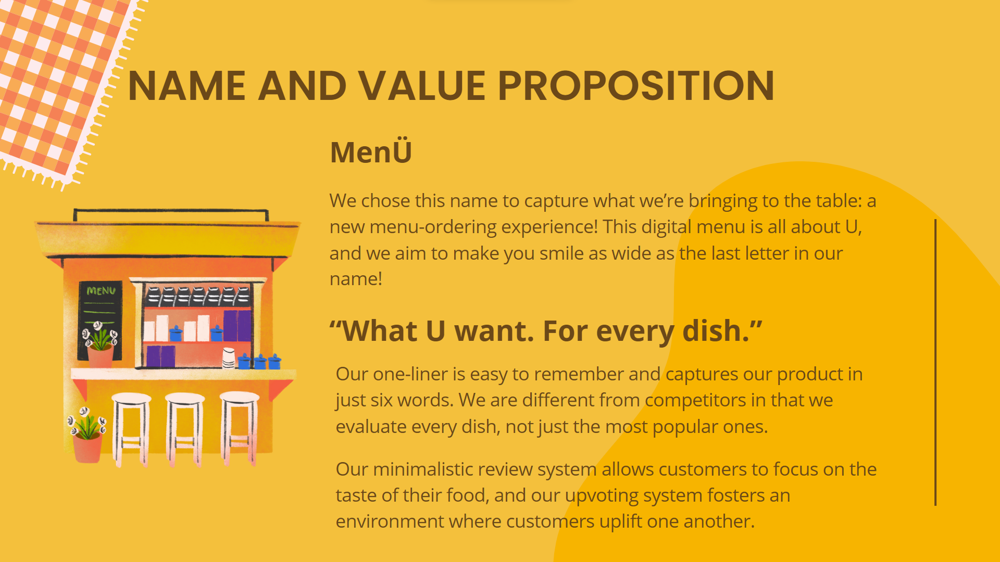 NAME AND VALUE PROPOSITION
MenÜ
We chose this name to capture what we’re bringing to the table: a
new menu-ordering experience! This digital menu is all about U,
and we aim to make you smile as wide as the last letter in our
name!
MENU
“What U want. For every dish.”
Our one-liner is easy to remember and captures our product in
just six words. We are different from competitors in that we
evaluate every dish, not just the most popular ones.
Our minimalistic review system allows customers to focus on the
taste of their food, and our upvoting system fosters an
environment where customers uplift one another.